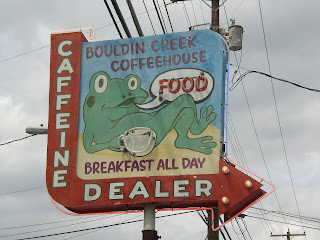 BOULDIN CREEK
COFFEEHOUSE
FOOD
BREAKFAST ALL DAY
CAFFEINE
DEALER